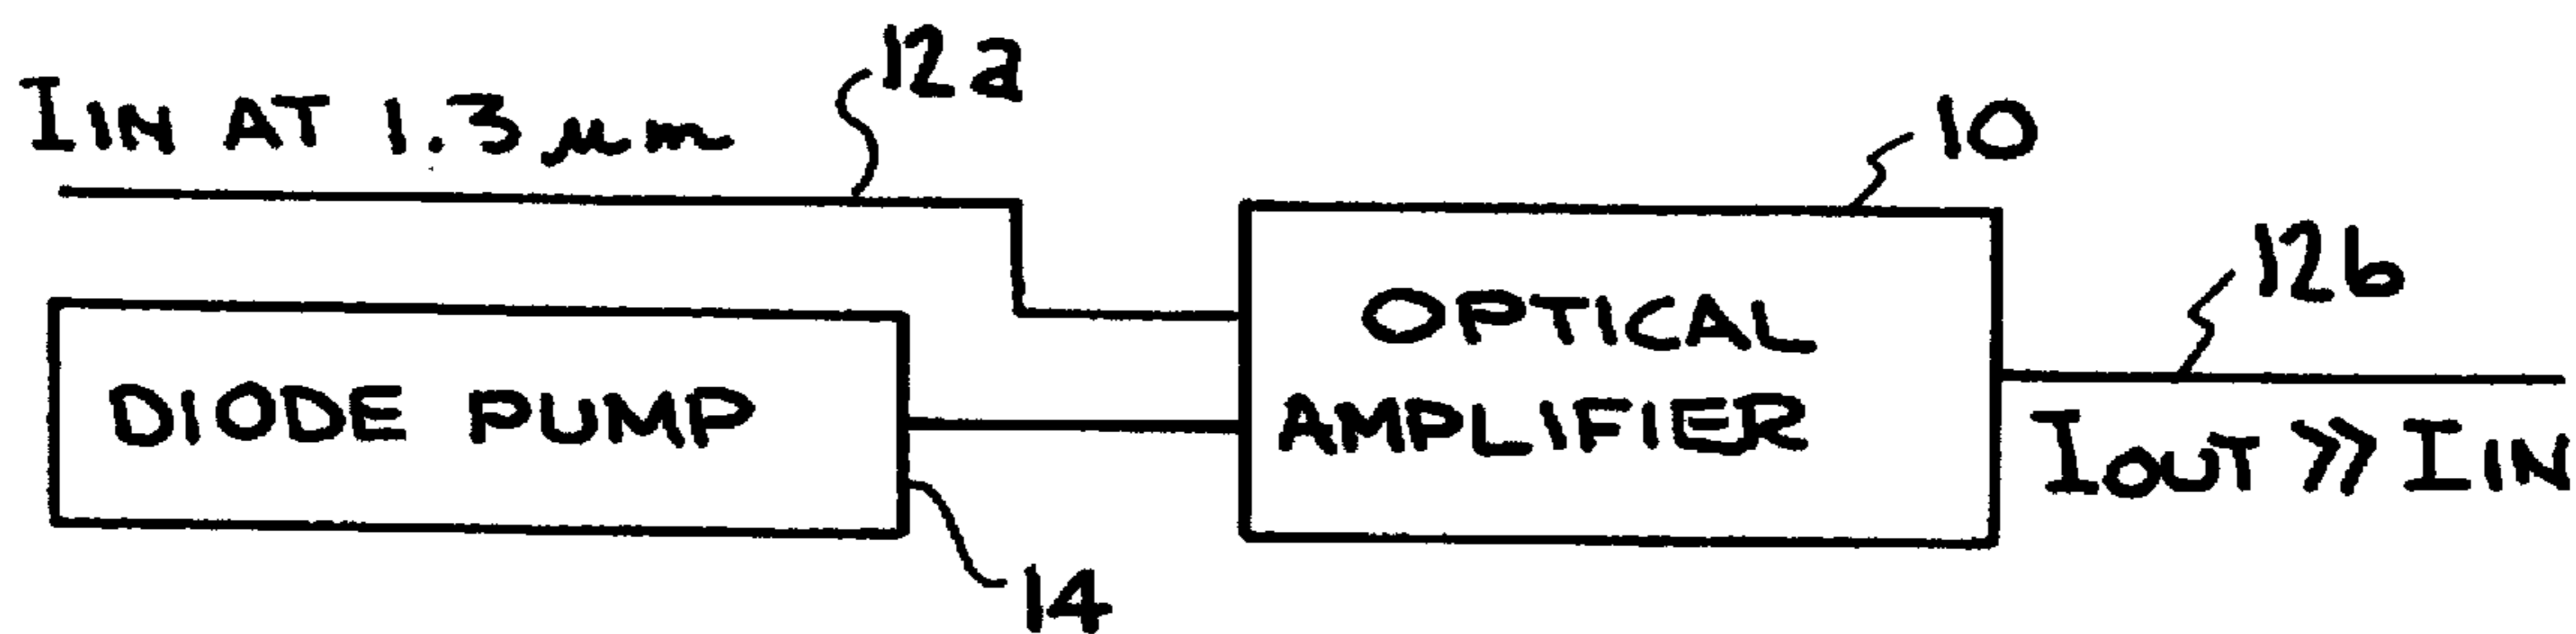 12a
IIN AT 1.3 μm
10
12b
OPTICAL
AMPLIFIER
DIODE PUMP
IOUT >> IIN
14